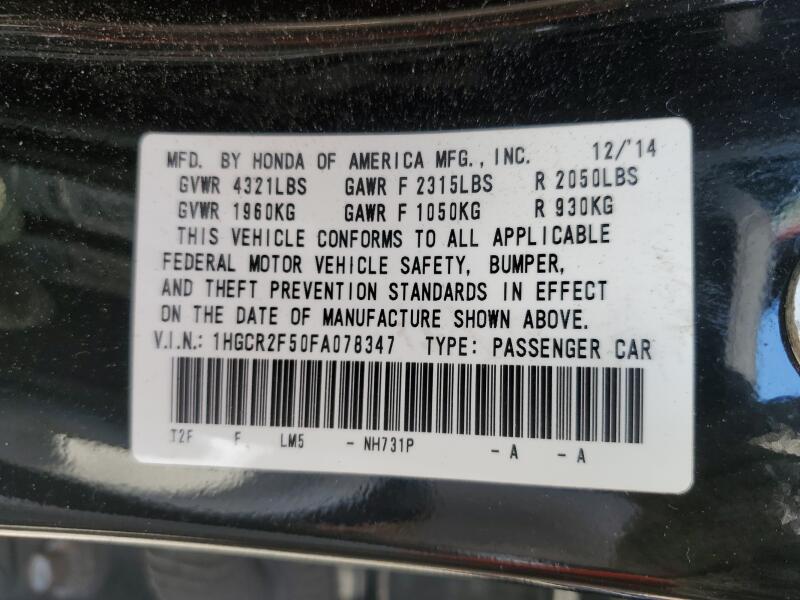 MFD. BY HONDA OF AMERICA MFG., INC. 12/'14
GVWR 4321LBS GAWR F 2315LBS R 2050LBS
GVWR 1960KG GAWR F 1050KG R 930KG
THIS VEHICLE CONFORMS TO ALL APPLICABLE
FEDERAL MOTOR VEHICLE SAFETY, BUMPER,
AND THEFT PREVENTION STANDARDS IN EFFECT
ON THE DATE OF MANUFACTURE SHOWN ABOVE.
V.I.N.: 1HGCR2F50FA078347 TYPE: PASSENGER CAR
T2F F LM5 - NH731P - A - A